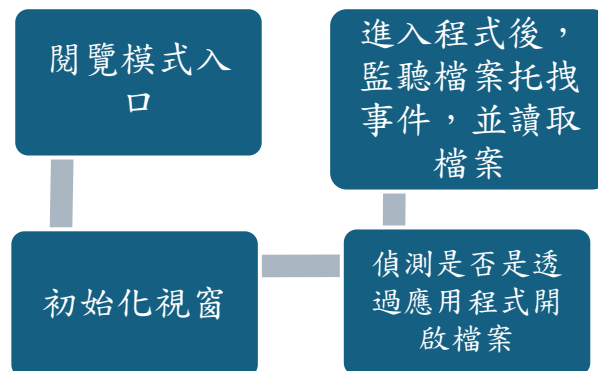 閱覽模式入
口
初始化視窗
偵測是否是透
過應用程式開
啟檔案
進入程式後，
監聽檔案托拽
事件，並讀取
檔案